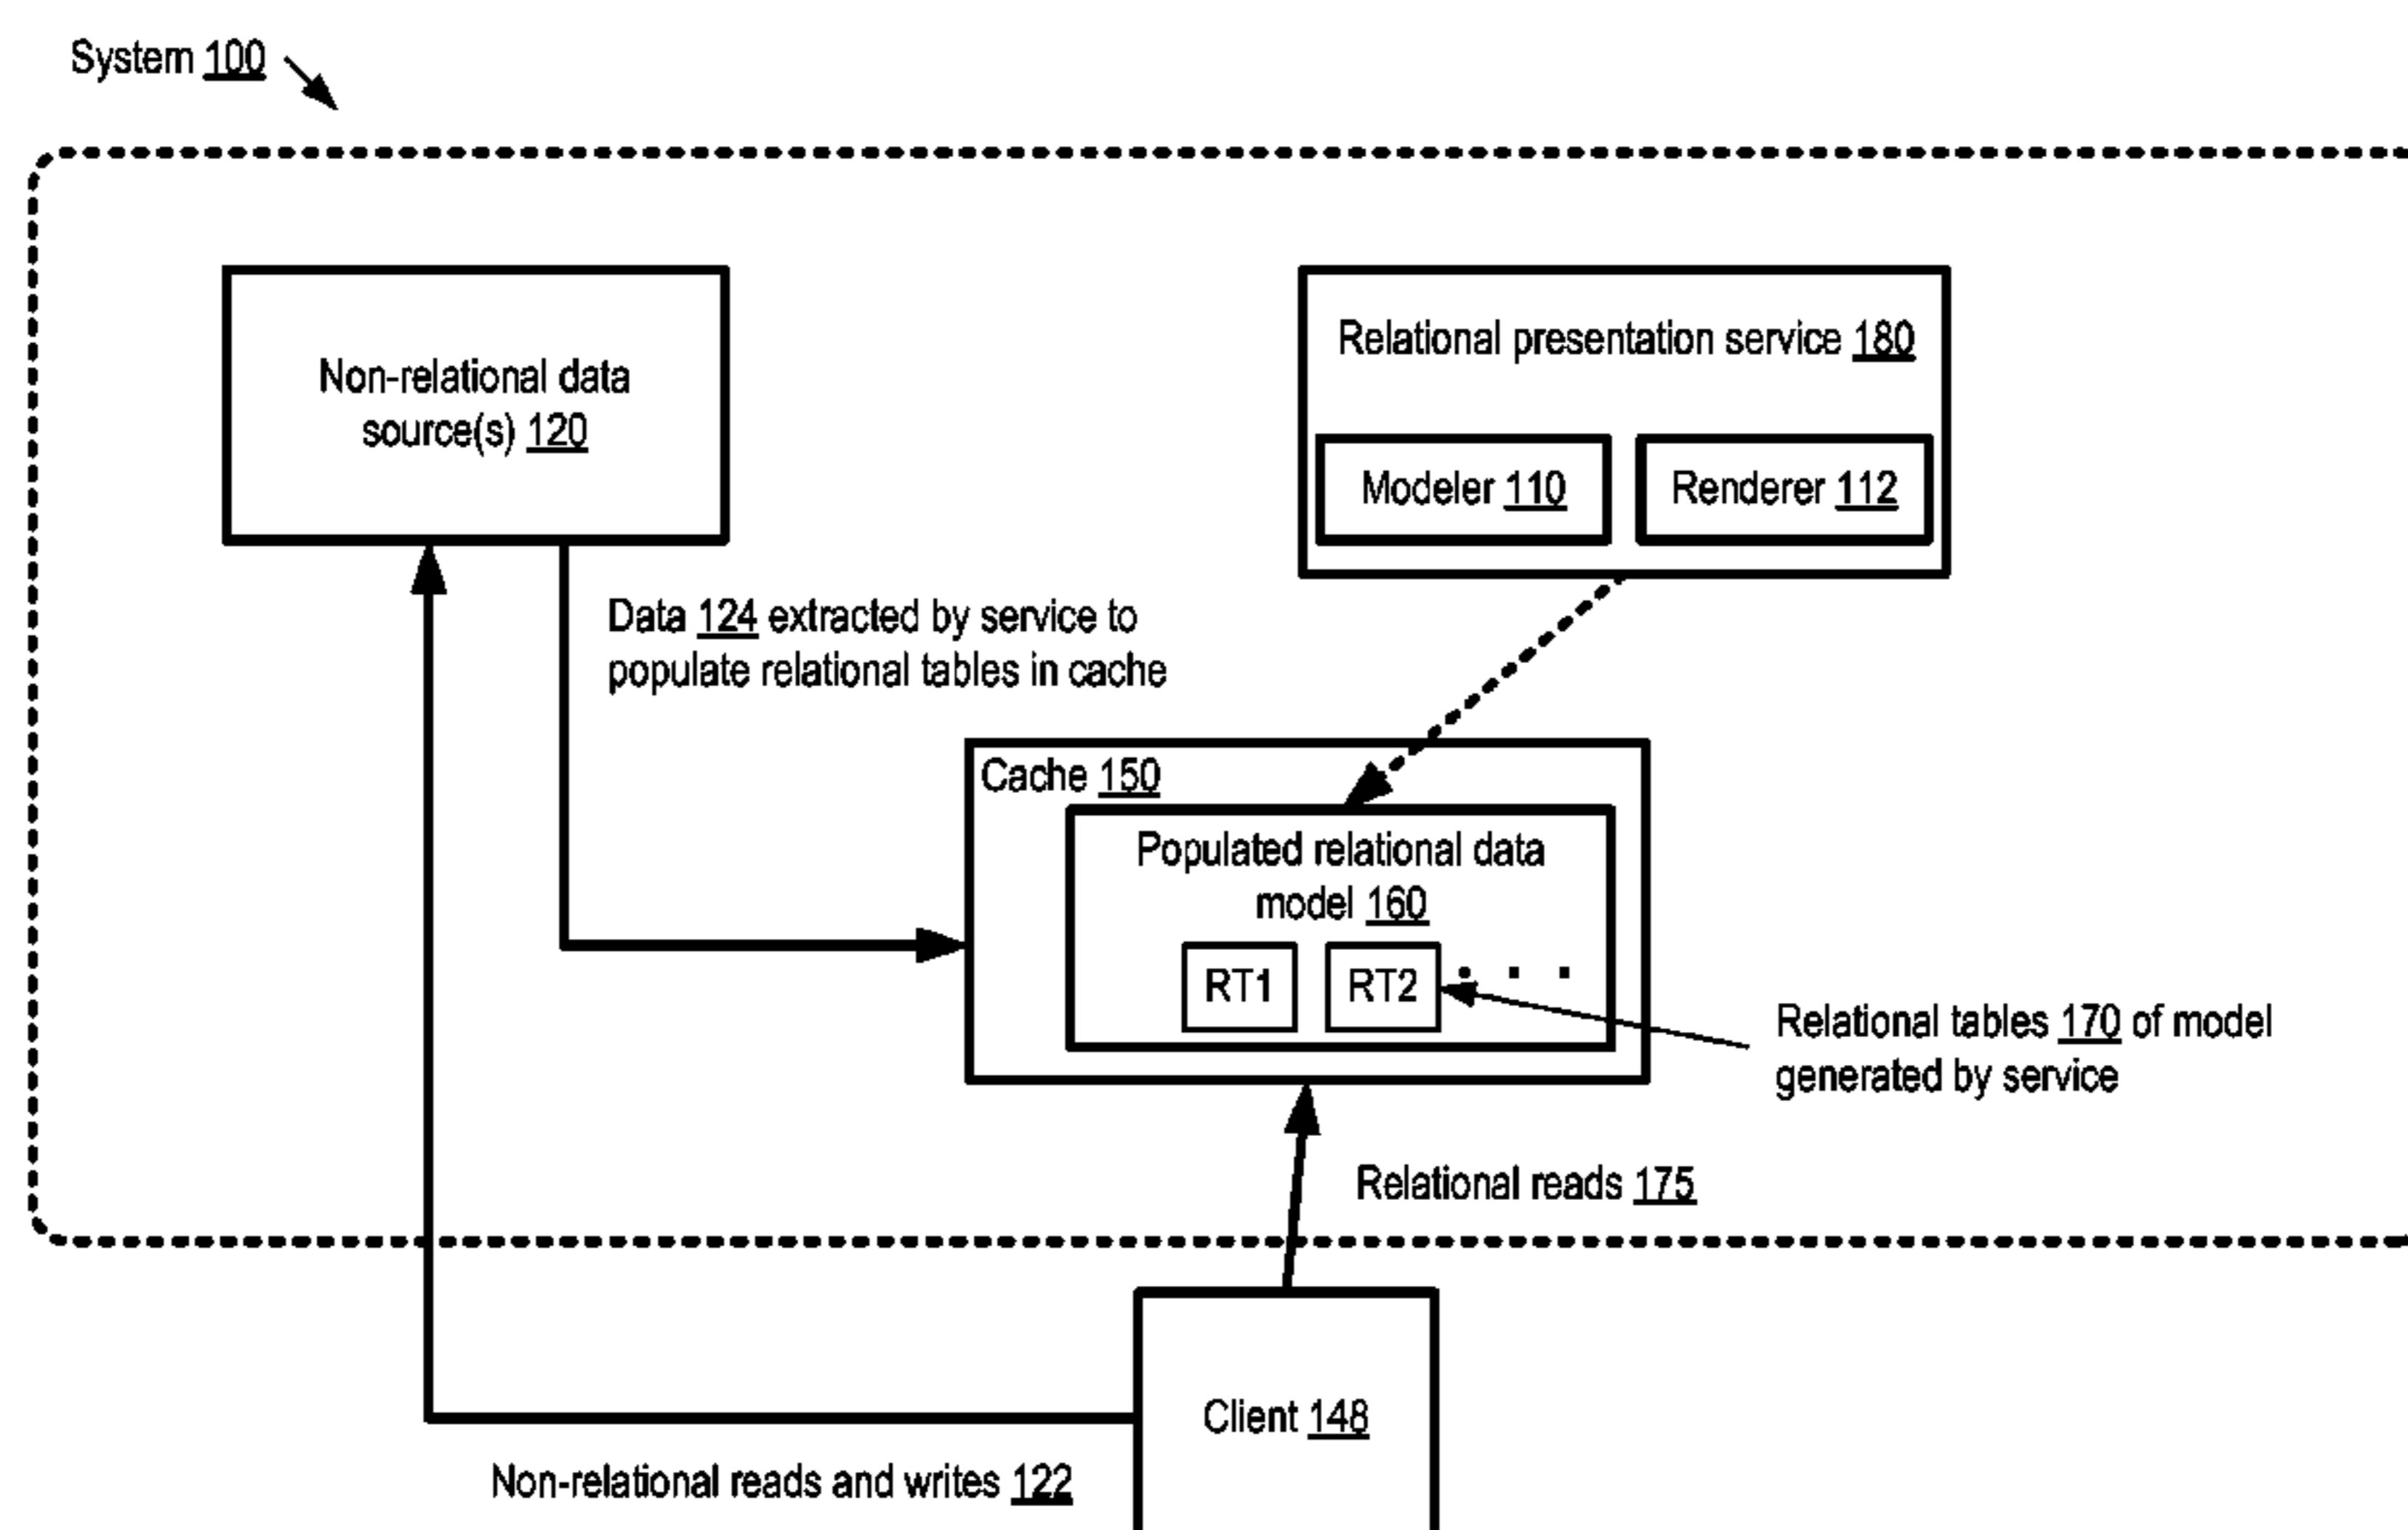 System 100
Non-relational data
source(s) 120
Relational presentation service 180
Modeler 110
Renderer 112
Data 124 extracted by service to
populate relational tables in cache
Cache 150
Populated relational data
model 160
RT1
RT2
. . .
Relational tables 170 of model
generated by service
Relational reads 175
Client 148
Non-relational reads and writes 122